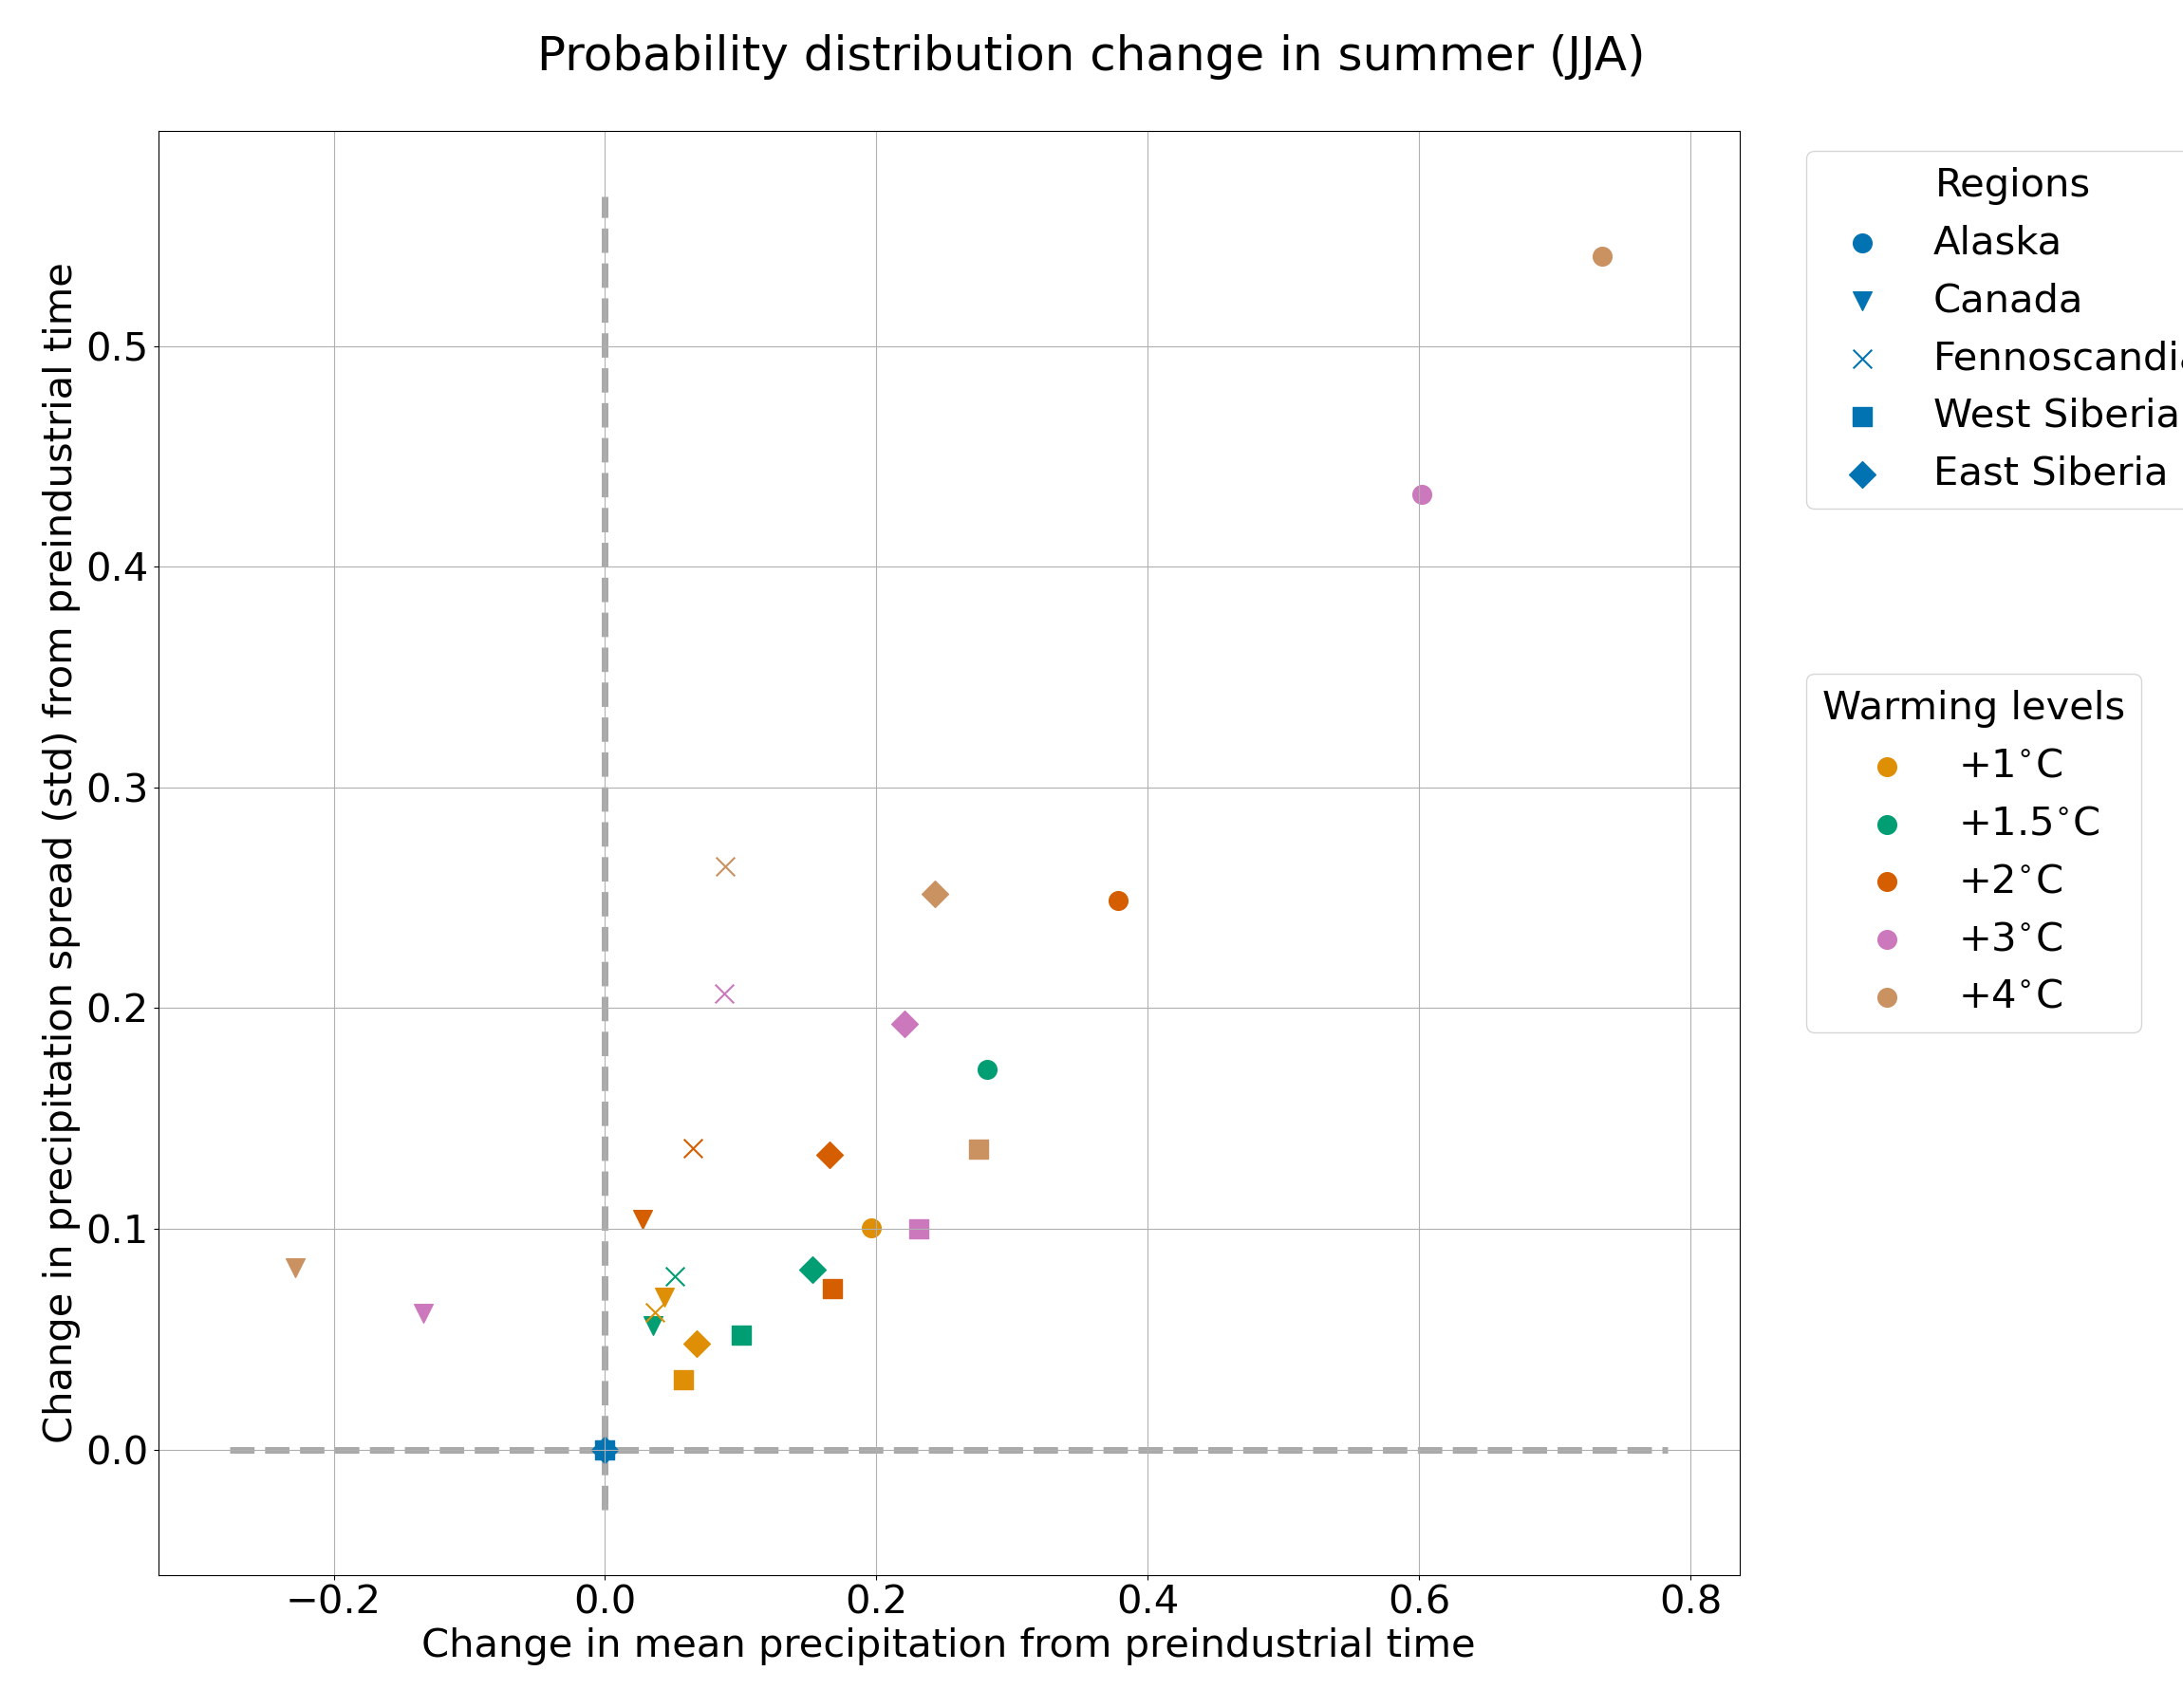 Probability distribution change in summer (JJA)
Change in precipitation spread (std) from preindustrial time
0.5
0.4
0.3
0.2
0.1
0.0
−0.2
0.0
0.2
0.4
0.6
0.8
Change in mean precipitation from preindustrial time
Regions
Alaska
Canada
Fennoscandia
West Siberia
East Siberia
Warming levels
+1°C
+1.5°C
+2°C
+3°C
+4°C